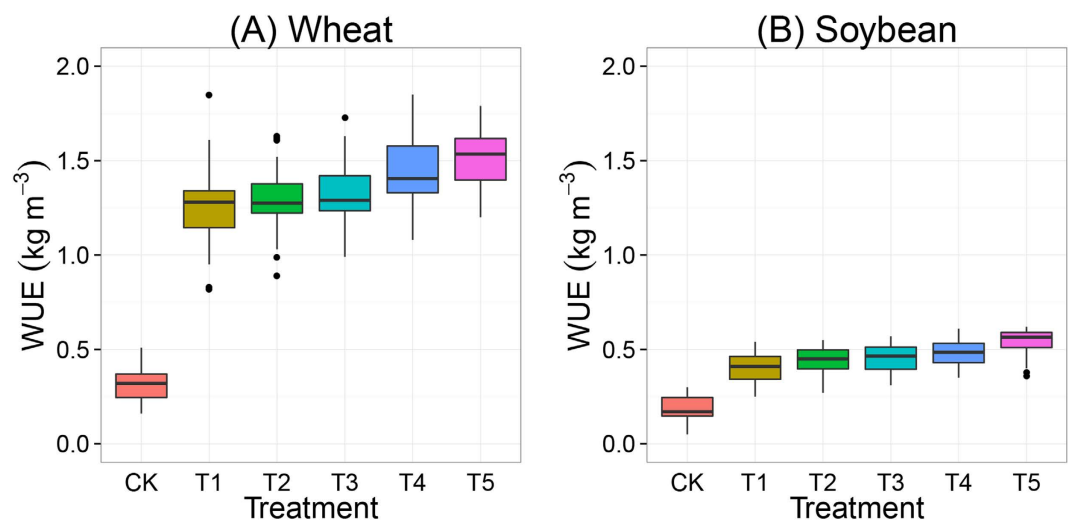 (A) Wheat
WUE (kg m⁻³)
2.0
1.5
1.0
0.5
0.0
CK T1 T2 T3 T4 T5
Treatment
(B) Soybean
WUE (kg m⁻³)
2.0
1.5
1.0
0.5
0.0
CK T1 T2 T3 T4 T5
Treatment